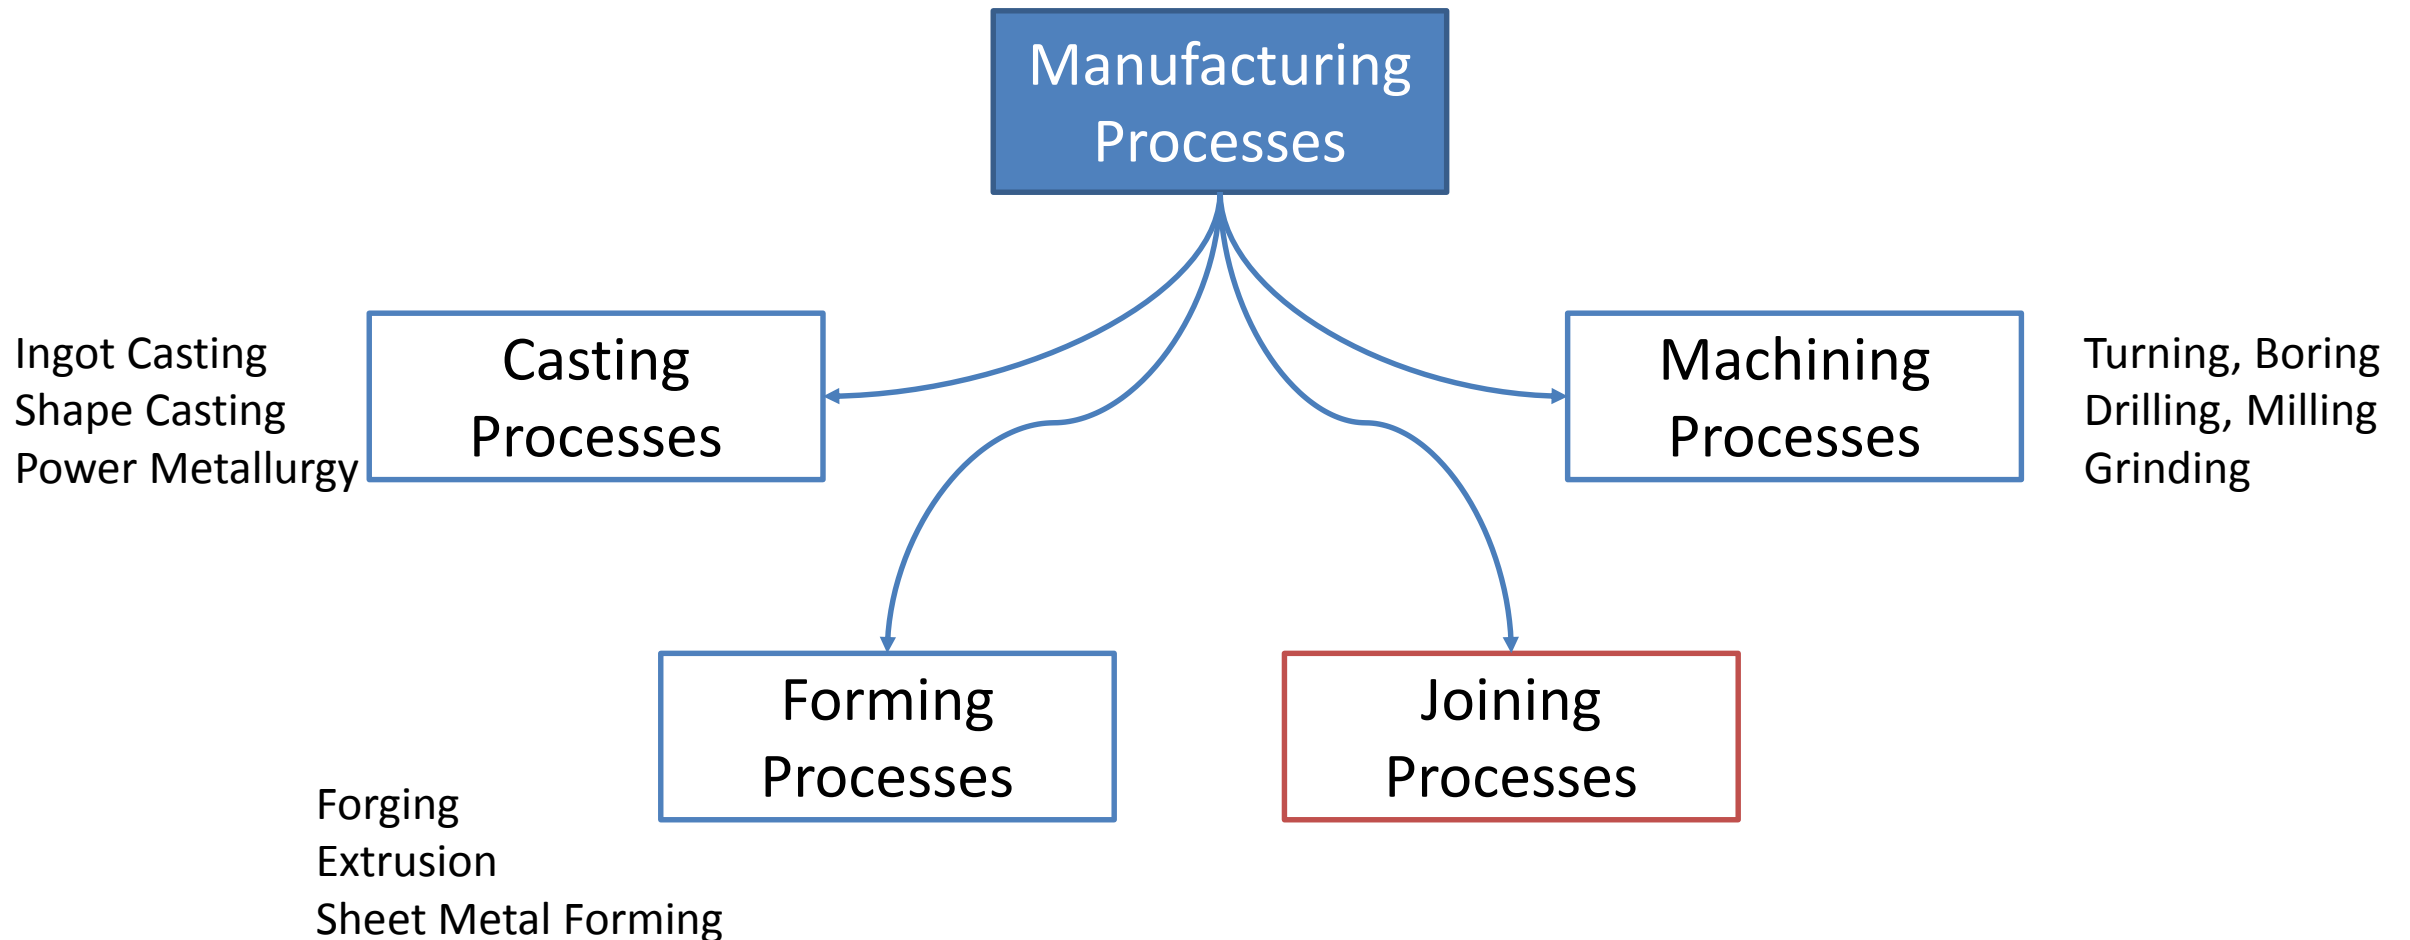 Manufacturing
Processes
Ingot Casting
Shape Casting
Power Metallurgy
Casting
Processes
Machining
Processes
Turning, Boring
Drilling, Milling
Grinding
Forming
Processes
Joining
Processes
Forging
Extrusion
Sheet Metal Forming